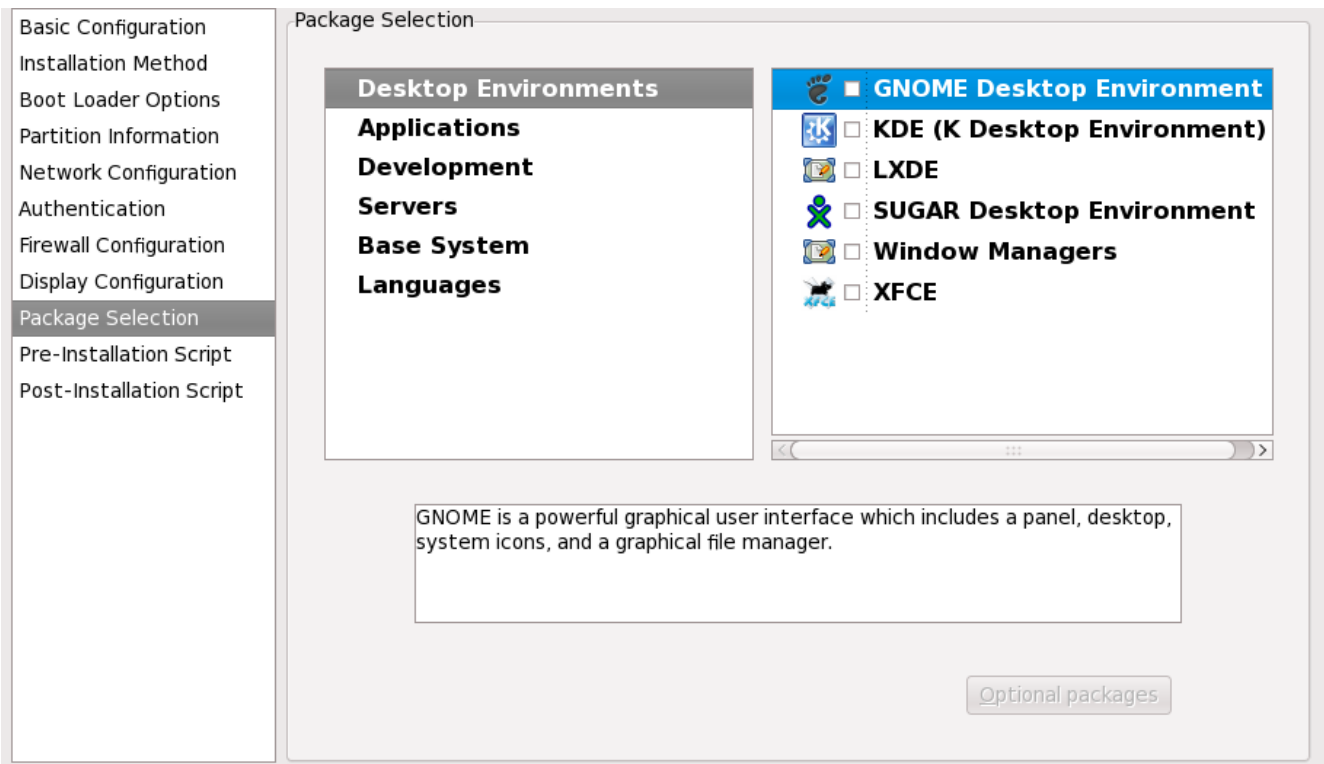 Basic Configuration
Installation Method
Boot Loader Options
Partition Information
Network Configuration
Authentication
Firewall Configuration
Display Configuration
Package Selection
Pre-Installation Script
Post-Installation Script
Package Selection
Desktop Environments
Applications
Development
Servers
Base System
Languages
GNOME Desktop Environment
KDE (K Desktop Environment)
LXDE
SUGAR Desktop Environment
Window Managers
XFCE
GNOME is a powerful graphical user interface which includes a panel, desktop,
system icons, and a graphical file manager.
Optional packages